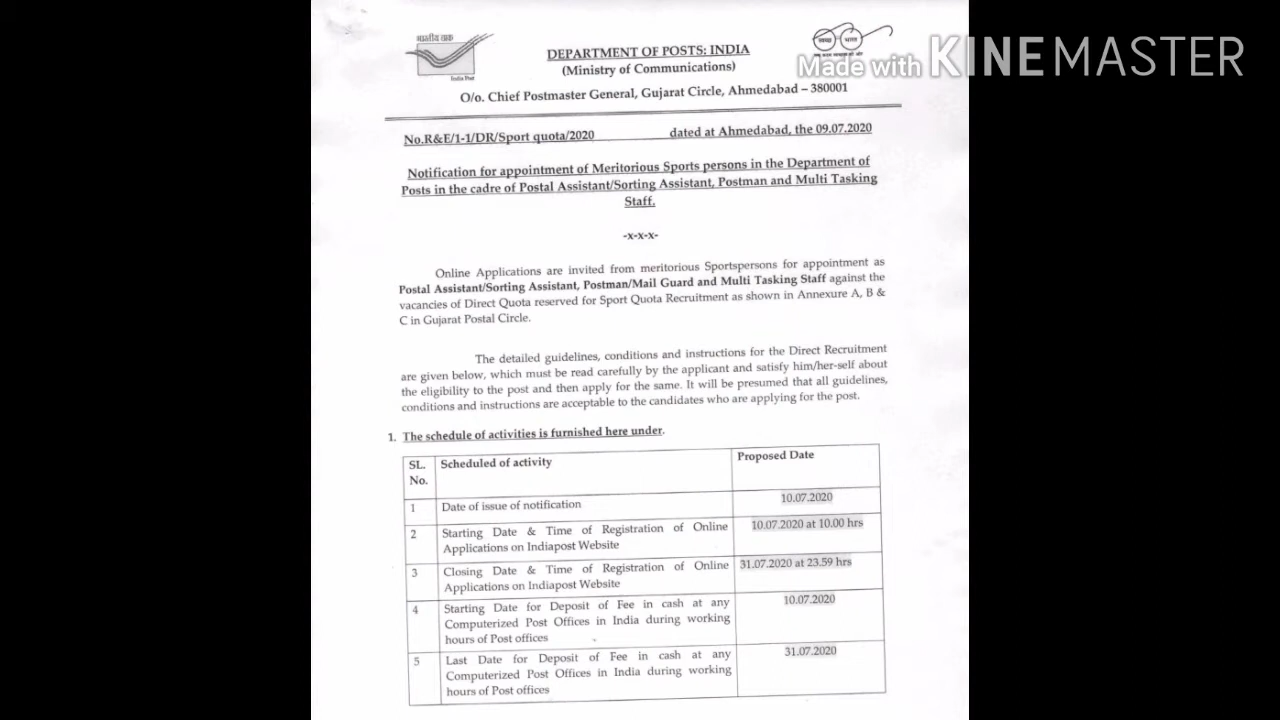 भारतीय डाक
India Post
स्वच्छ भारत
Made with KINEMASTER
DEPARTMENT OF POSTS: INDIA
(Ministry of Communications)
O/o. Chief Postmaster General, Gujarat Circle, Ahmedabad – 380001
No.R&E/1-1/DR/Sport quota/2020 dated at Ahmedabad, the 09.07.2020
Notification for appointment of Meritorious Sports persons in the Department of
Posts in the cadre of Postal Assistant/Sorting Assistant, Postman and Multi Tasking
Staff.
-x-x-x-
Online Applications are invited from meritorious Sportspersons for appointment as
Postal Assistant/Sorting Assistant, Postman/Mail Guard and Multi Tasking Staff against the
vacancies of Direct Quota reserved for Sport Quota Recruitment as shown in Annexure A, B &
C in Gujarat Postal Circle.
The detailed guidelines, conditions and instructions for the Direct Recruitment
are given below, which must be read carefully by the applicant and satisfy him/her-self about
the eligibility to the post and then apply for the same. It will be presumed that all guidelines,
conditions and instructions are acceptable to the candidates who are applying for the post.
1. The schedule of activities is furnished here under.
SL. No. Scheduled of activity Proposed Date
1 Date of issue of notification 10.07.2020
2 Starting Date & Time of Registration of Online 10.07.2020 at 10.00 hrs
Applications on Indiapost Website
3 Closing Date & Time of Registration of Online 31.07.2020 at 23.59 hrs
Applications on Indiapost Website
4 Starting Date for Deposit of Fee in cash at any 10.07.2020
Computerized Post Offices in India during working
hours of Post offices
5 Last Date for Deposit of Fee in cash at any 31.07.2020
Computerized Post Offices in India during working
hours of Post offices